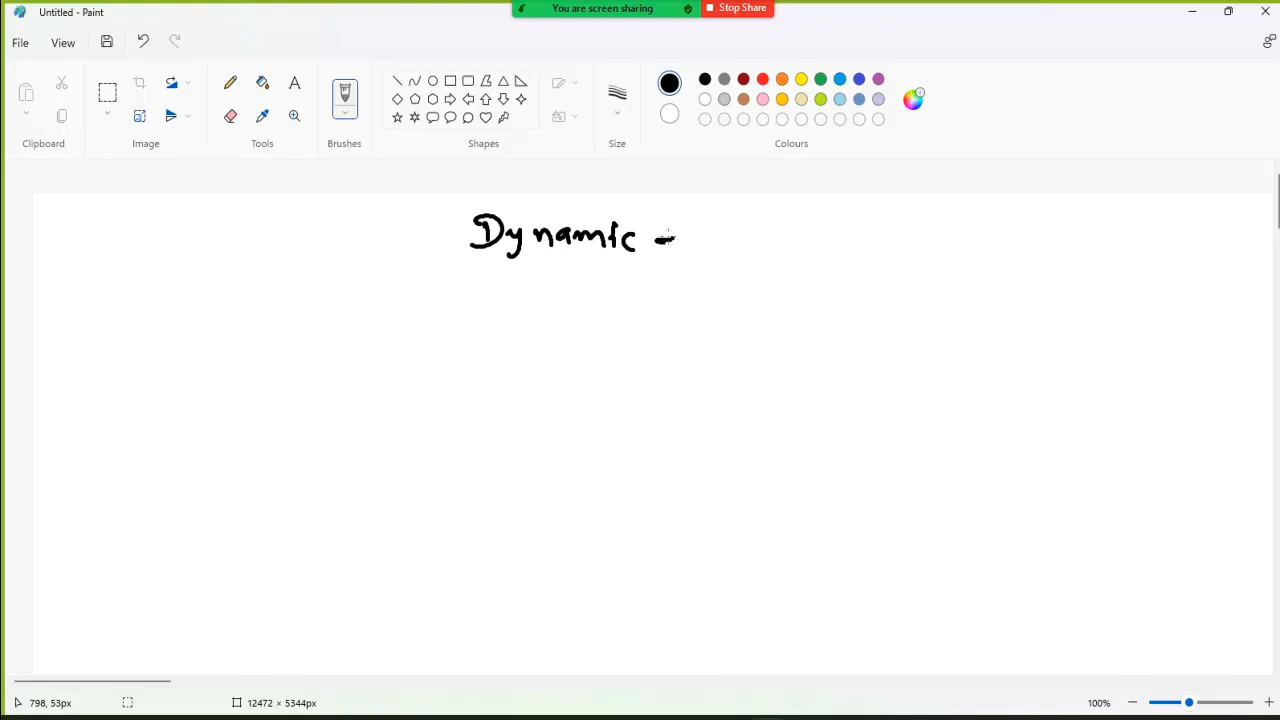 Untitled - Paint
You are screen sharing
Stop Share
File
View
Clipboard
Image
Tools
Brushes
Shapes
Size
Colours
Dynamic -
798, 53px
12472 × 5344px
100%